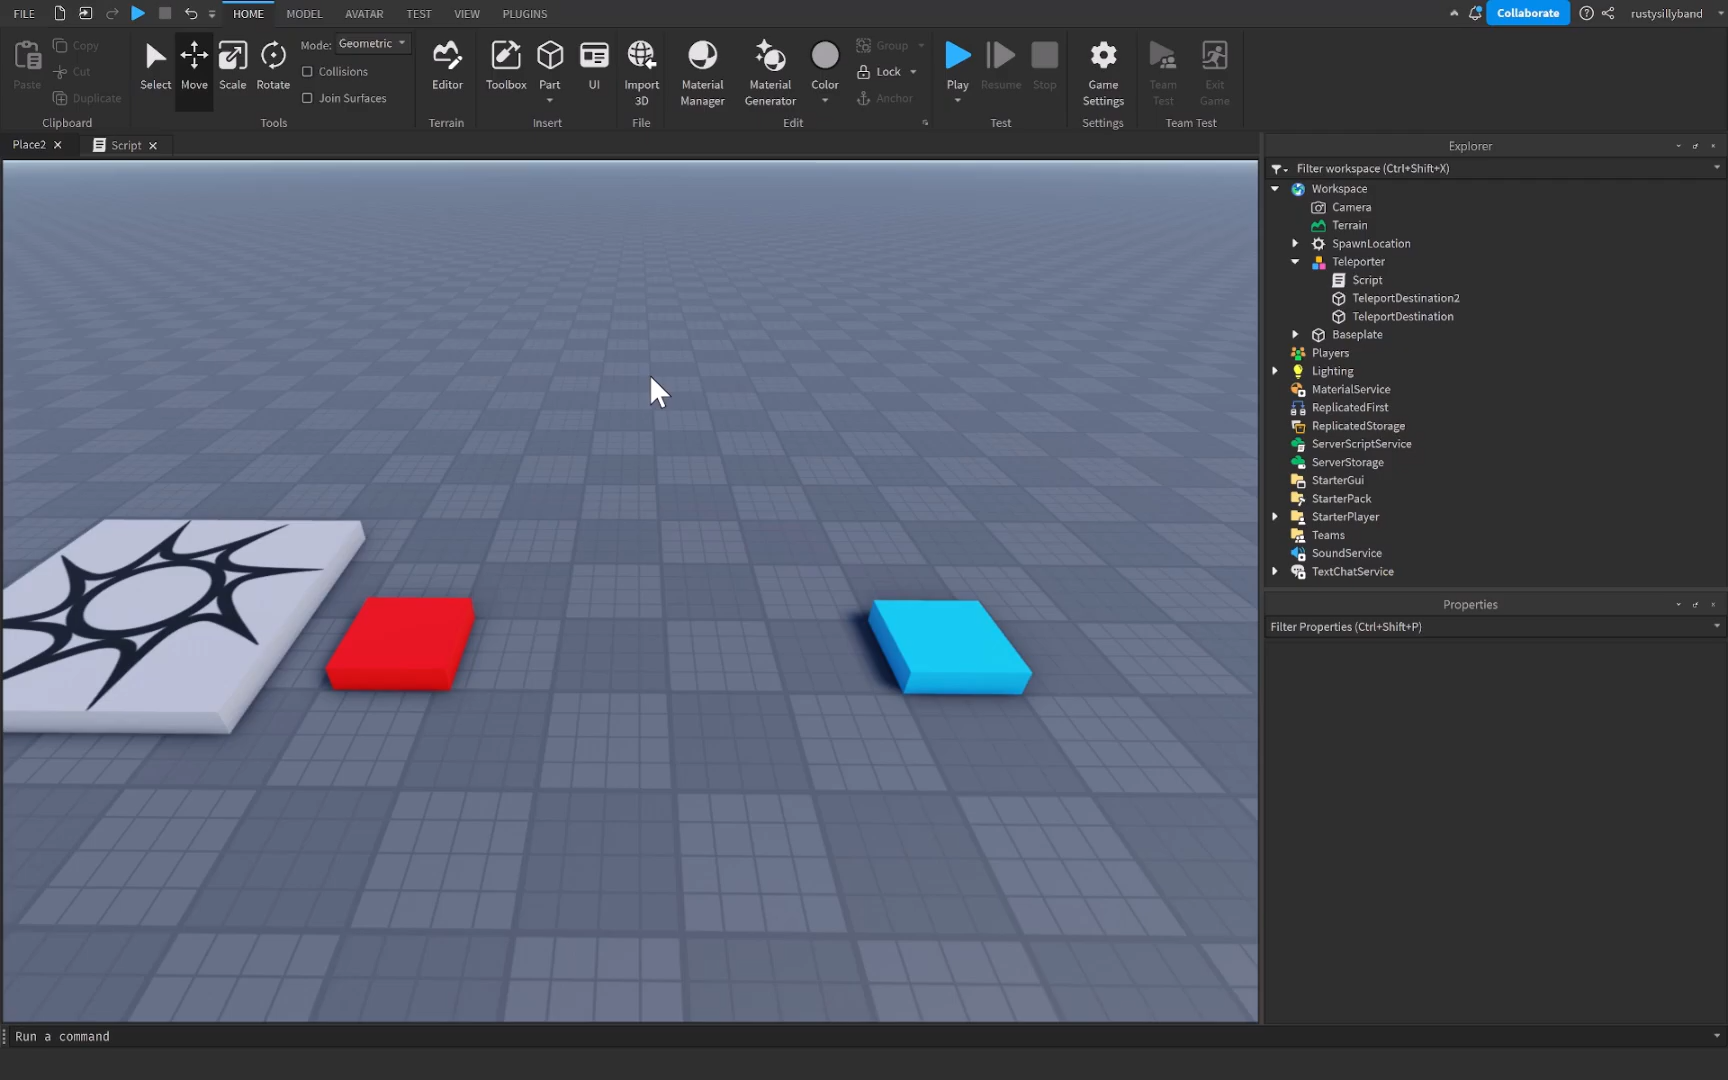 FILE HOME MODEL AVATAR TEST VIEW PLUGINS Collaborate rustysillyband
Paste Copy Cut Duplicate Clipboard
Select Move Scale Rotate Mode: Geometric Collisions Join Surfaces Tools
Editor Terrain
Toolbox Part UI Insert
Import 3D File
Material Manager Material Generator Color Group Lock Anchor Edit
Play Resume Stop Test
Game Settings Settings
Team Test Exit Game Team Test
Place2 Script
Explorer
Filter workspace (Ctrl+Shift+X)
Workspace
Camera
Terrain
SpawnLocation
Teleporter
Script
TeleportDestination2
TeleportDestination
Baseplate
Players
Lighting
MaterialService
ReplicatedFirst
ReplicatedStorage
ServerScriptService
ServerStorage
StarterGui
StarterPack
StarterPlayer
Teams
SoundService
TextChatService
Properties
Filter Properties (Ctrl+Shift+P)
Run a command